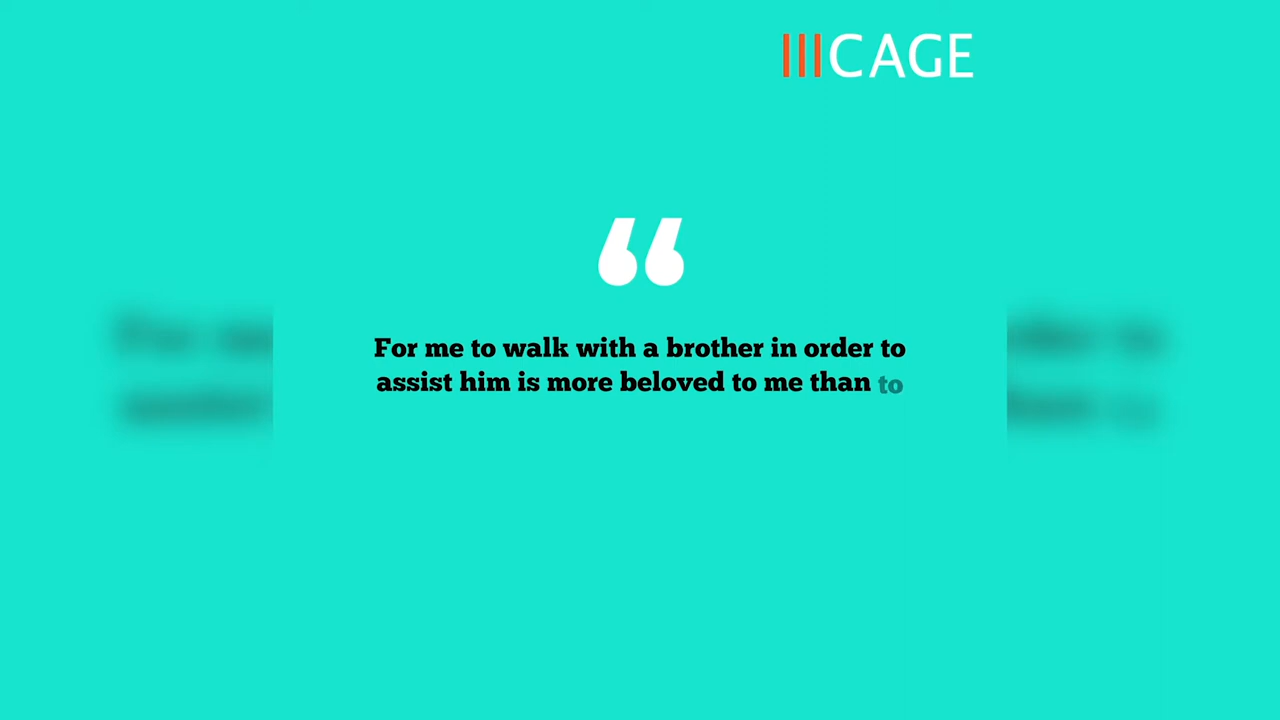 CAGE
“
For me to walk with a brother in order to
assist him is more beloved to me than to